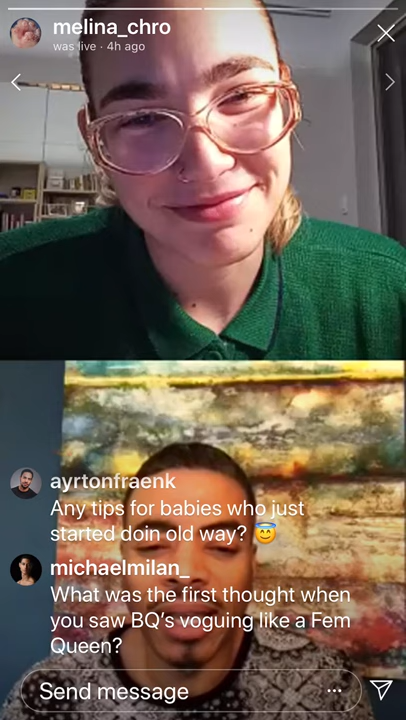 melina_chro
was live · 4h ago
ayrtonfraenk
Any tips for babies who just
started doin old way? 😇
michaelmilan_
What was the first thought when
you saw BQ's voguing like a Fem
Queen?
Send message